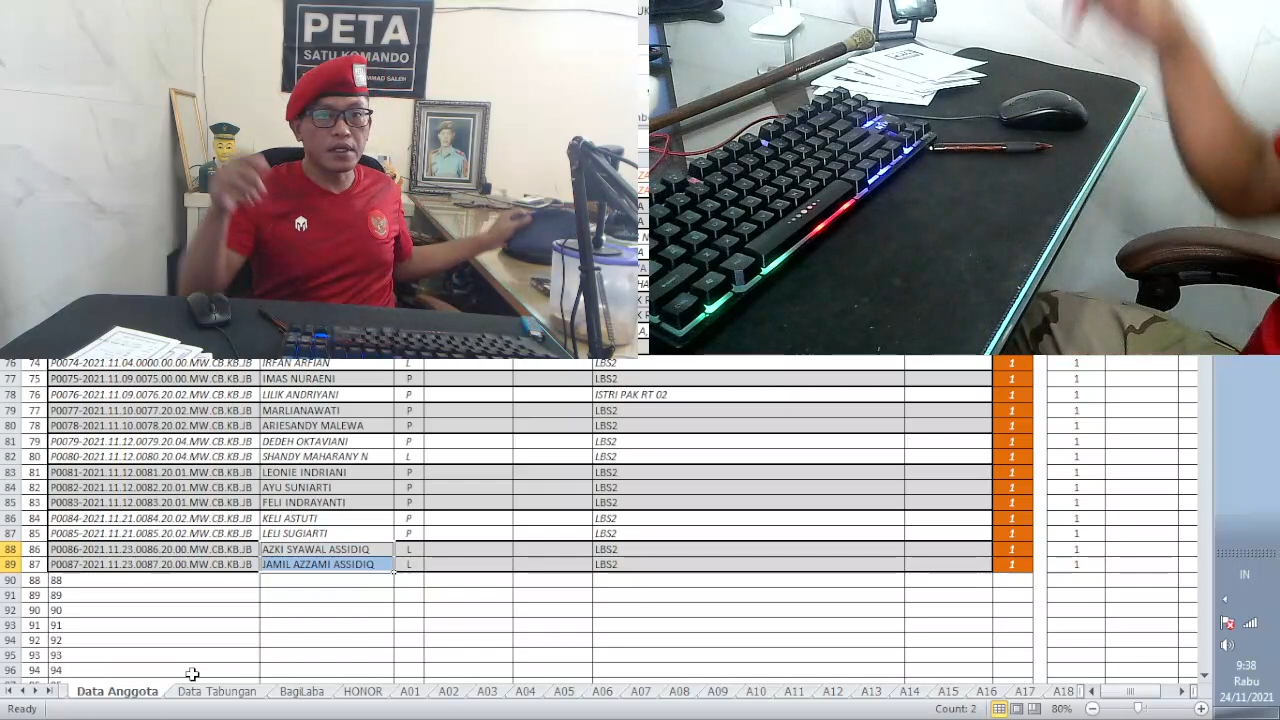 PETA
SATU KOMANDO
MMAD SALEH
76 74 P0074-2021.11.04.0000.00.00.MW.CB.KB.JB IRFAN ARFIAN L LBS2 1 1
77 75 P0075-2021.11.09.0075.00.00.MW.CB.KB.JB IMAS NURAENI P LBS2 1 1
78 76 P0076-2021.11.09.0076.20.02.MW.CB.KB.JB LILIK ANDRIYANI P ISTRI PAK RT 02 1 1
79 77 P0077-2021.11.10.0077.20.02.MW.CB.KB.JB MARLIANAWATI P LBS2 1 1
80 78 P0078-2021.11.10.0078.20.02.MW.CB.KB.JB ARIESANDY MALEWA P LBS2 1 1
81 79 P0079-2021.11.12.0079.20.04.MW.CB.KB.JB DEDEH OKTAVIANI P LBS2 1 1
82 80 P0080-2021.11.12.0080.20.04.MW.CB.KB.JB SHANDY MAHARANY N L LBS2 1 1
83 81 P0081-2021.11.12.0081.20.01.MW.CB.KB.JB LEONIE INDRIANI P LBS2 1 1
84 82 P0082-2021.11.12.0082.20.01.MW.CB.KB.JB AYU SUNIARTI P LBS2 1 1
85 83 P0083-2021.11.12.0083.20.01.MW.CB.KB.JB FELI INDRAYANTI P LBS2 1 1
86 84 P0084-2021.11.21.0084.20.02.MW.CB.KB.JB KELI ASTUTI P LBS2 1 1
87 85 P0085-2021.11.21.0085.20.02.MW.CB.KB.JB LELI SUGIARTI P LBS2 1 1
88 86 P0086-2021.11.23.0086.20.00.MW.CB.KB.JB AZKI SYAWAL ASSIDIQ L LBS2 1 1
89 87 P0087-2021.11.23.0087.20.00.MW.CB.KB.JB JAMIL AZZAMI ASSIDIQ L LBS2 1 1
90 88 88
91 89 89
92 90 90
93 91 91
94 92 92
95 93 93
96 94 94
Data Anggota Data Tabungan BagiLaba HONOR A01 A02 A03 A04 A05 A06 A07 A08 A09 A10 A11 A12 A13 A14 A15 A16 A17 A18
Ready Count: 2 80%
IN
9:38
Rabu
24/11/2021